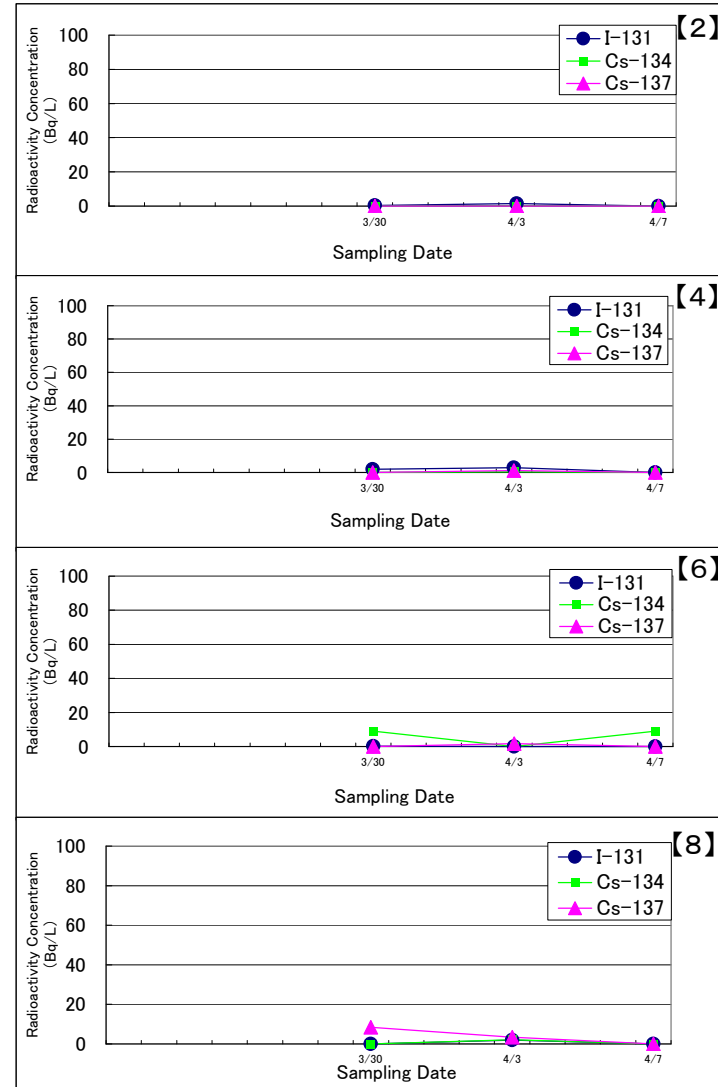 【2】
I-131
Cs-134
Cs-137
Radioactivity Concentration
(Bq/L)
100
80
60
40
20
0
3/30 4/3 4/7
Sampling Date
【4】
I-131
Cs-134
Cs-137
Radioactivity Concentration
(Bq/L)
100
80
60
40
20
0
3/30 4/3 4/7
Sampling Date
【6】
I-131
Cs-134
Cs-137
Radioactivity Concentration
(Bq/L)
100
80
60
40
20
0
3/30 4/3 4/7
Sampling Date
【8】
I-131
Cs-134
Cs-137
Radioactivity Concentration
(Bq/L)
100
80
60
40
20
0
3/30 4/3 4/7
Sampling Date